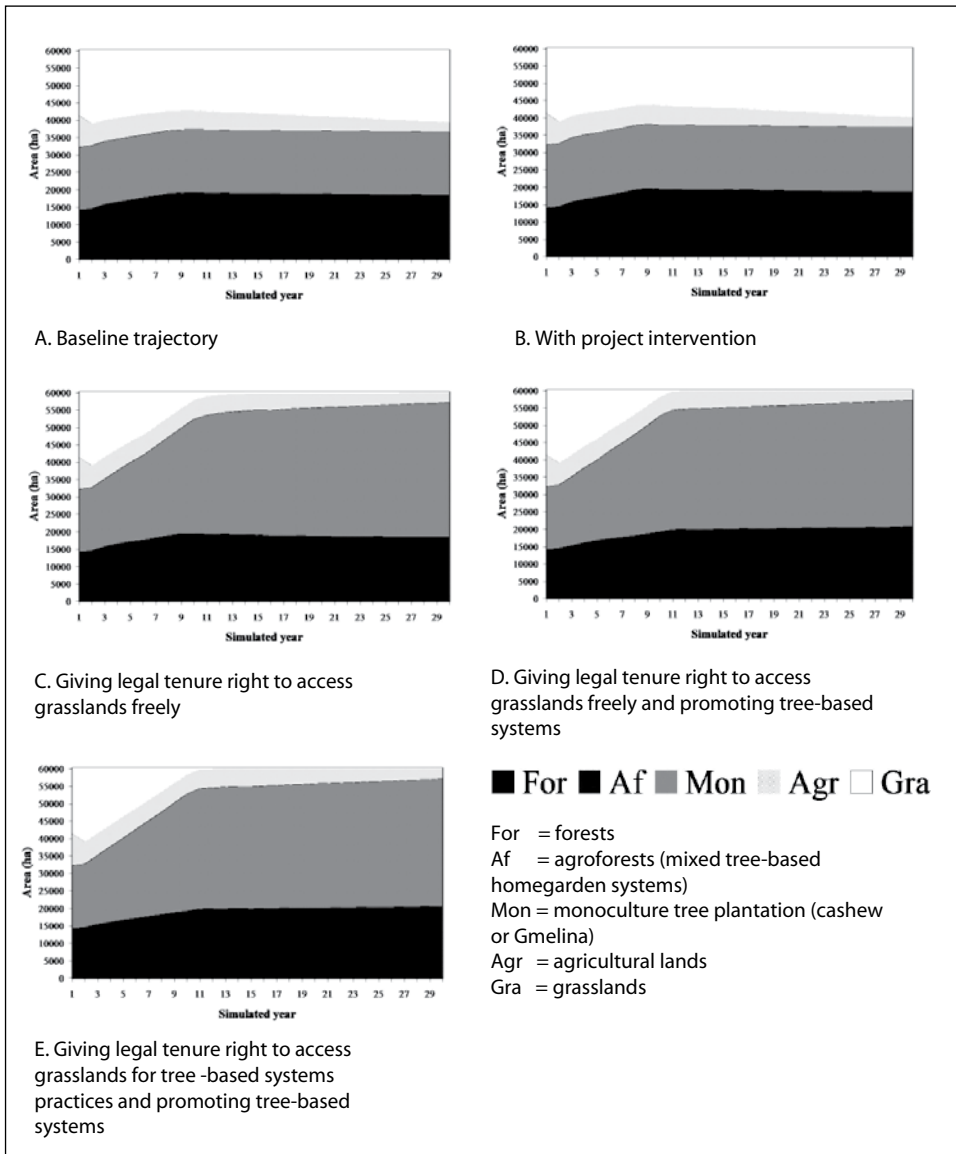 60000
55000
50000
45000
40000
35000
30000
25000
20000
15000
10000
5000
0
Area (ha)
1 3 5 7 9 11 13 15 17 19 21 23 25 27 29
Simulated year
A. Baseline trajectory
60000
55000
50000
45000
40000
35000
30000
25000
20000
15000
10000
5000
0
Area (ha)
1 3 5 7 9 11 13 15 17 19 21 23 25 27 29
Simulated year
B. With project intervention
60000
55000
50000
45000
40000
35000
30000
25000
20000
15000
10000
5000
0
Area (ha)
1 3 5 7 9 11 13 15 17 19 21 23 25 27 29
Simulated year
C. Giving legal tenure right to access
grasslands freely
60000
55000
50000
45000
40000
35000
30000
25000
20000
15000
10000
5000
0
Area (ha)
1 3 5 7 9 11 13 15 17 19 21 23 25 27 29
Simulated year
D. Giving legal tenure right to access
grasslands freely and promoting tree-based
systems
60000
55000
50000
45000
40000
35000
30000
25000
20000
15000
10000
5000
0
Area (ha)
1 3 5 7 9 11 13 15 17 19 21 23 25 27 29
Simulated year
E. Giving legal tenure right to access
grasslands for tree -based systems
practices and promoting tree-based
systems
For Af Mon Agr Gra
For = forests
Af = agroforests (mixed tree-based
homegarden systems)
Mon = monoculture tree plantation (cashew
or Gmelina)
Agr = agricultural lands
Gra = grasslands